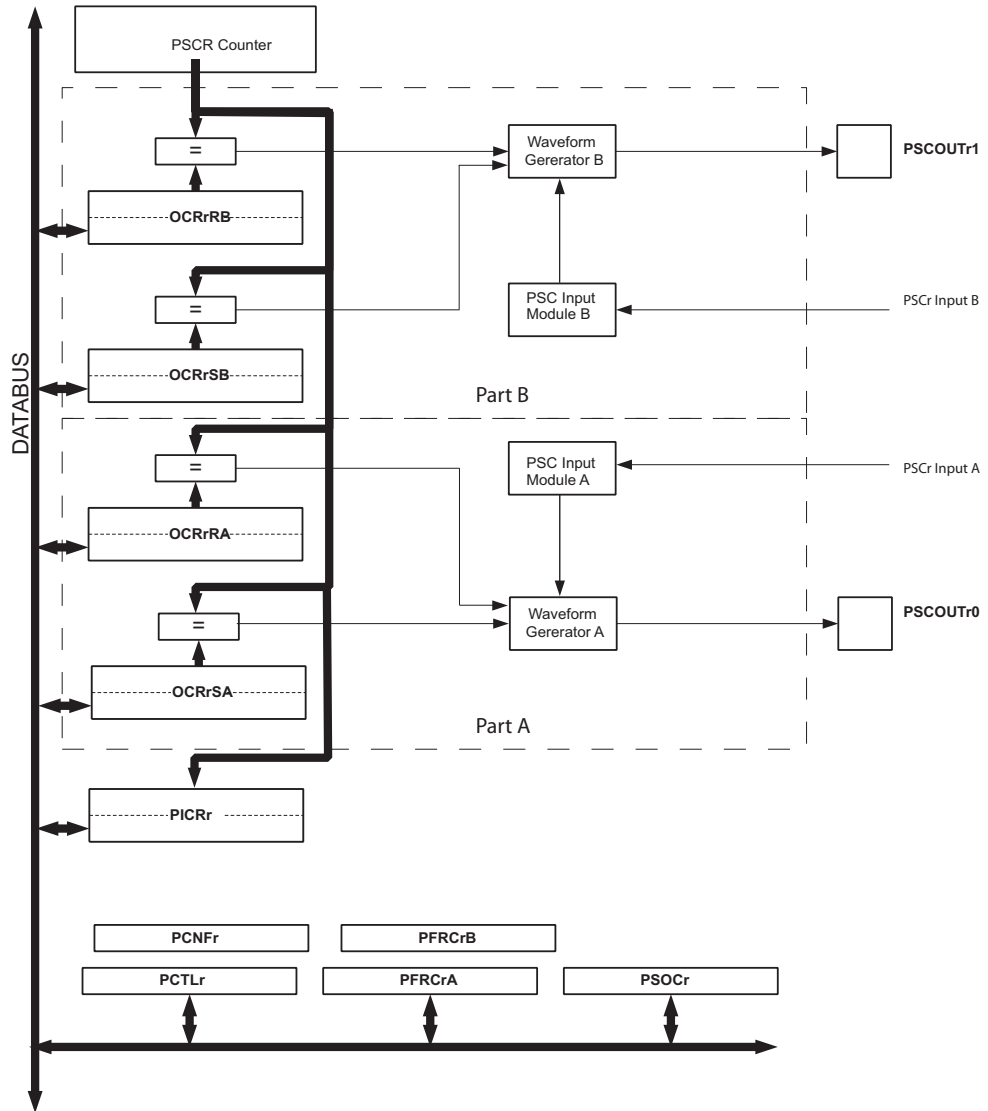 PSCR Counter
=
Waveform
Gererator B
PSCOUTr1
OCRrRB
=
PSC Input
Module B
PSCr Input B
OCRrSB
Part B
DATABUS
=
PSC Input
Module A
PSCr Input A
OCRrRA
=
Waveform
Gererator A
PSCOUTr0
OCRrSA
Part A
PICRr
PCNFr
PFRCrB
PCTLr
PFRCrA
PSOCr